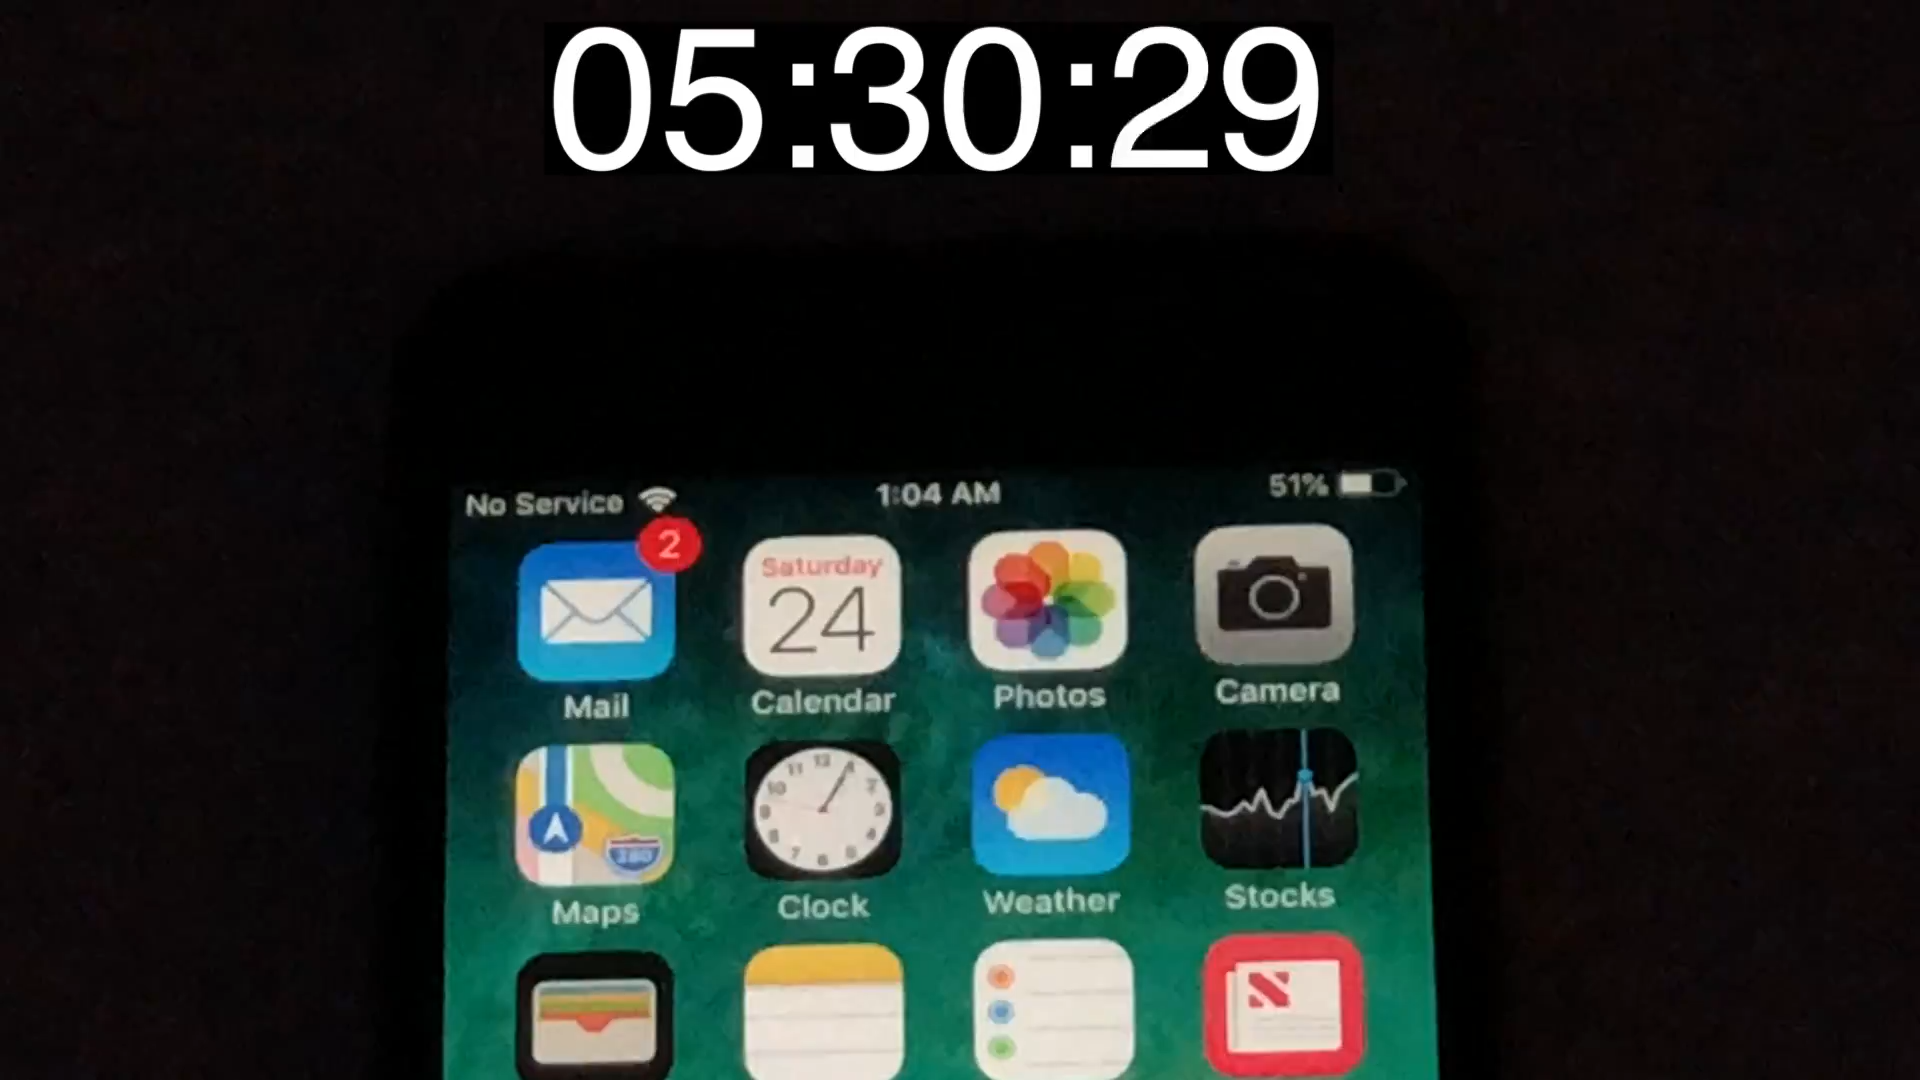 05:30:29
No Service 1:04 AM 51%
2
Saturday
24
Mail Calendar Photos Camera
280
Maps Clock Weather Stocks